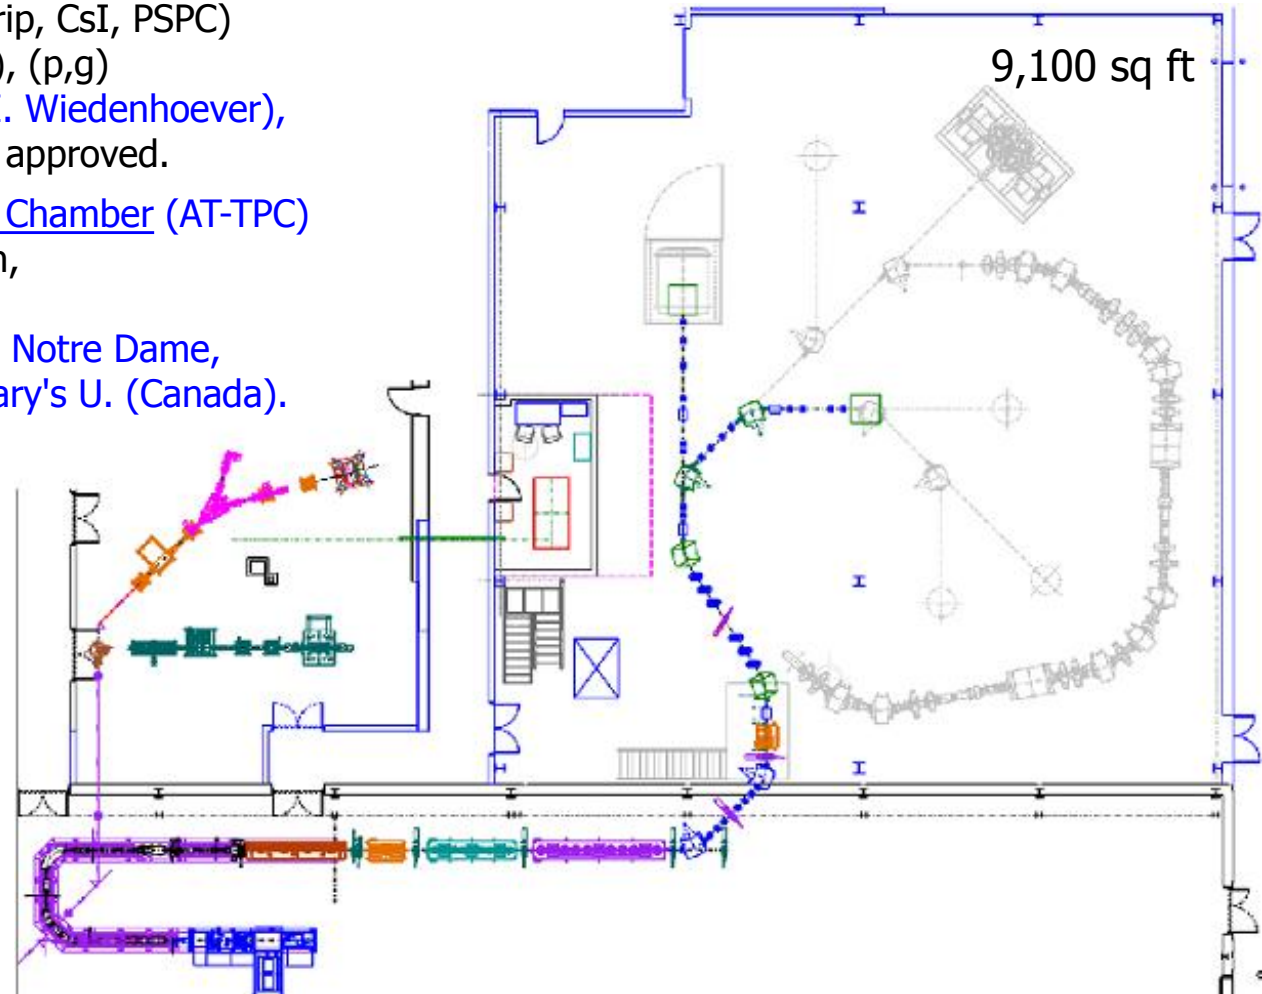 rip, CsI, PSPC)
), (p,g)
. Wiedenhoever),
approved.
Chamber (AT-TPC)
,
Notre Dame,
ary's U. (Canada).
9,100 sq ft